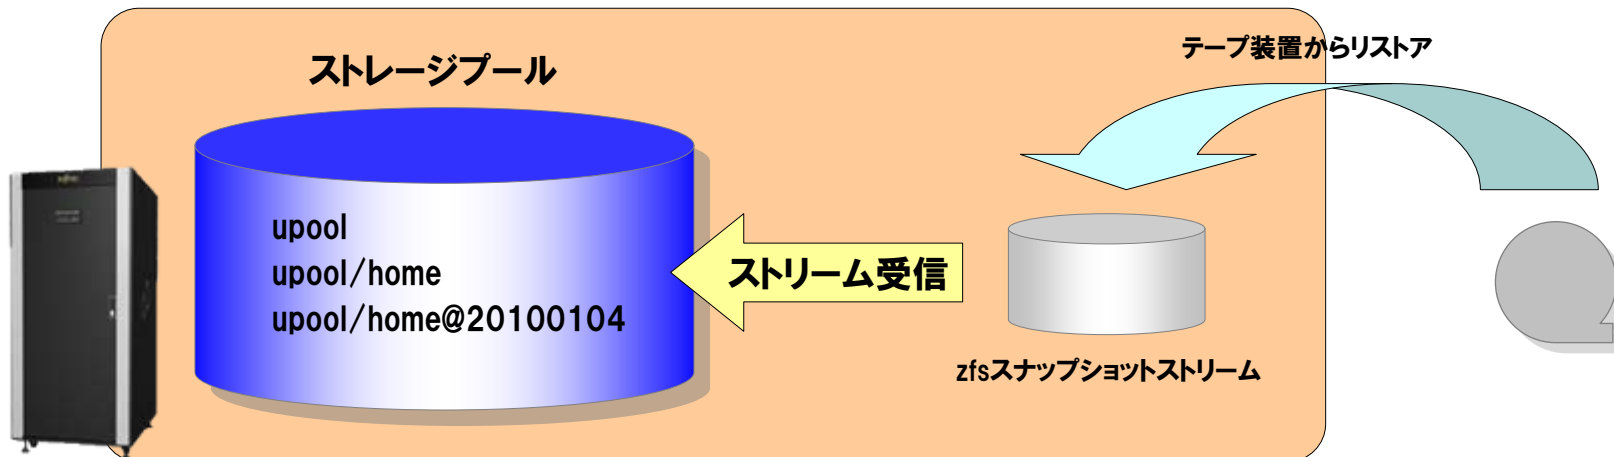 テープ装置からリストア
ストレージプール
upool
upool/home
upool/home@20100104
ストリーム受信
zfsスナップショットストリーム